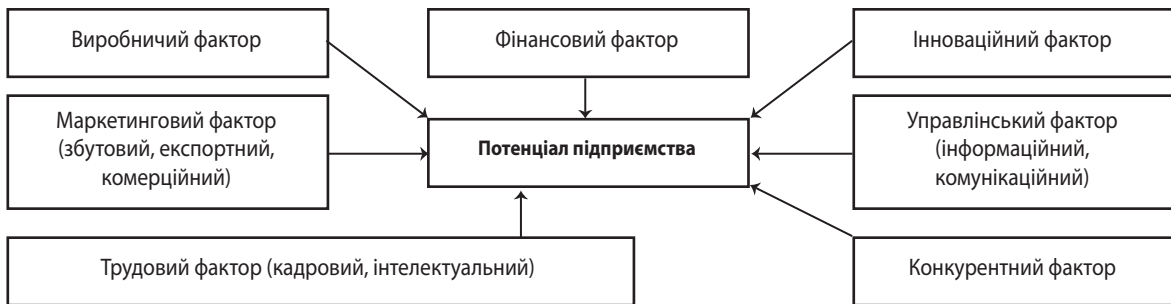 Виробничий фактор
Фінансовий фактор
Інноваційний фактор
Маркетинговий фактор
(збутовий, експортний,
комерційний)
Потенціал підприємства
Управлінський фактор
(інформаційний,
комунікаційний)
Трудовий фактор (кадровий, інтелектуальний)
Конкурентний фактор